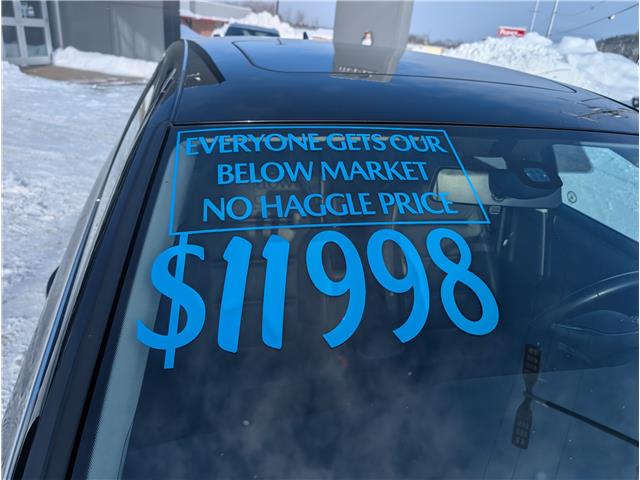 EVERYONE GETS OUR
BELOW MARKET
NO HAGGLE PRICE
$11998